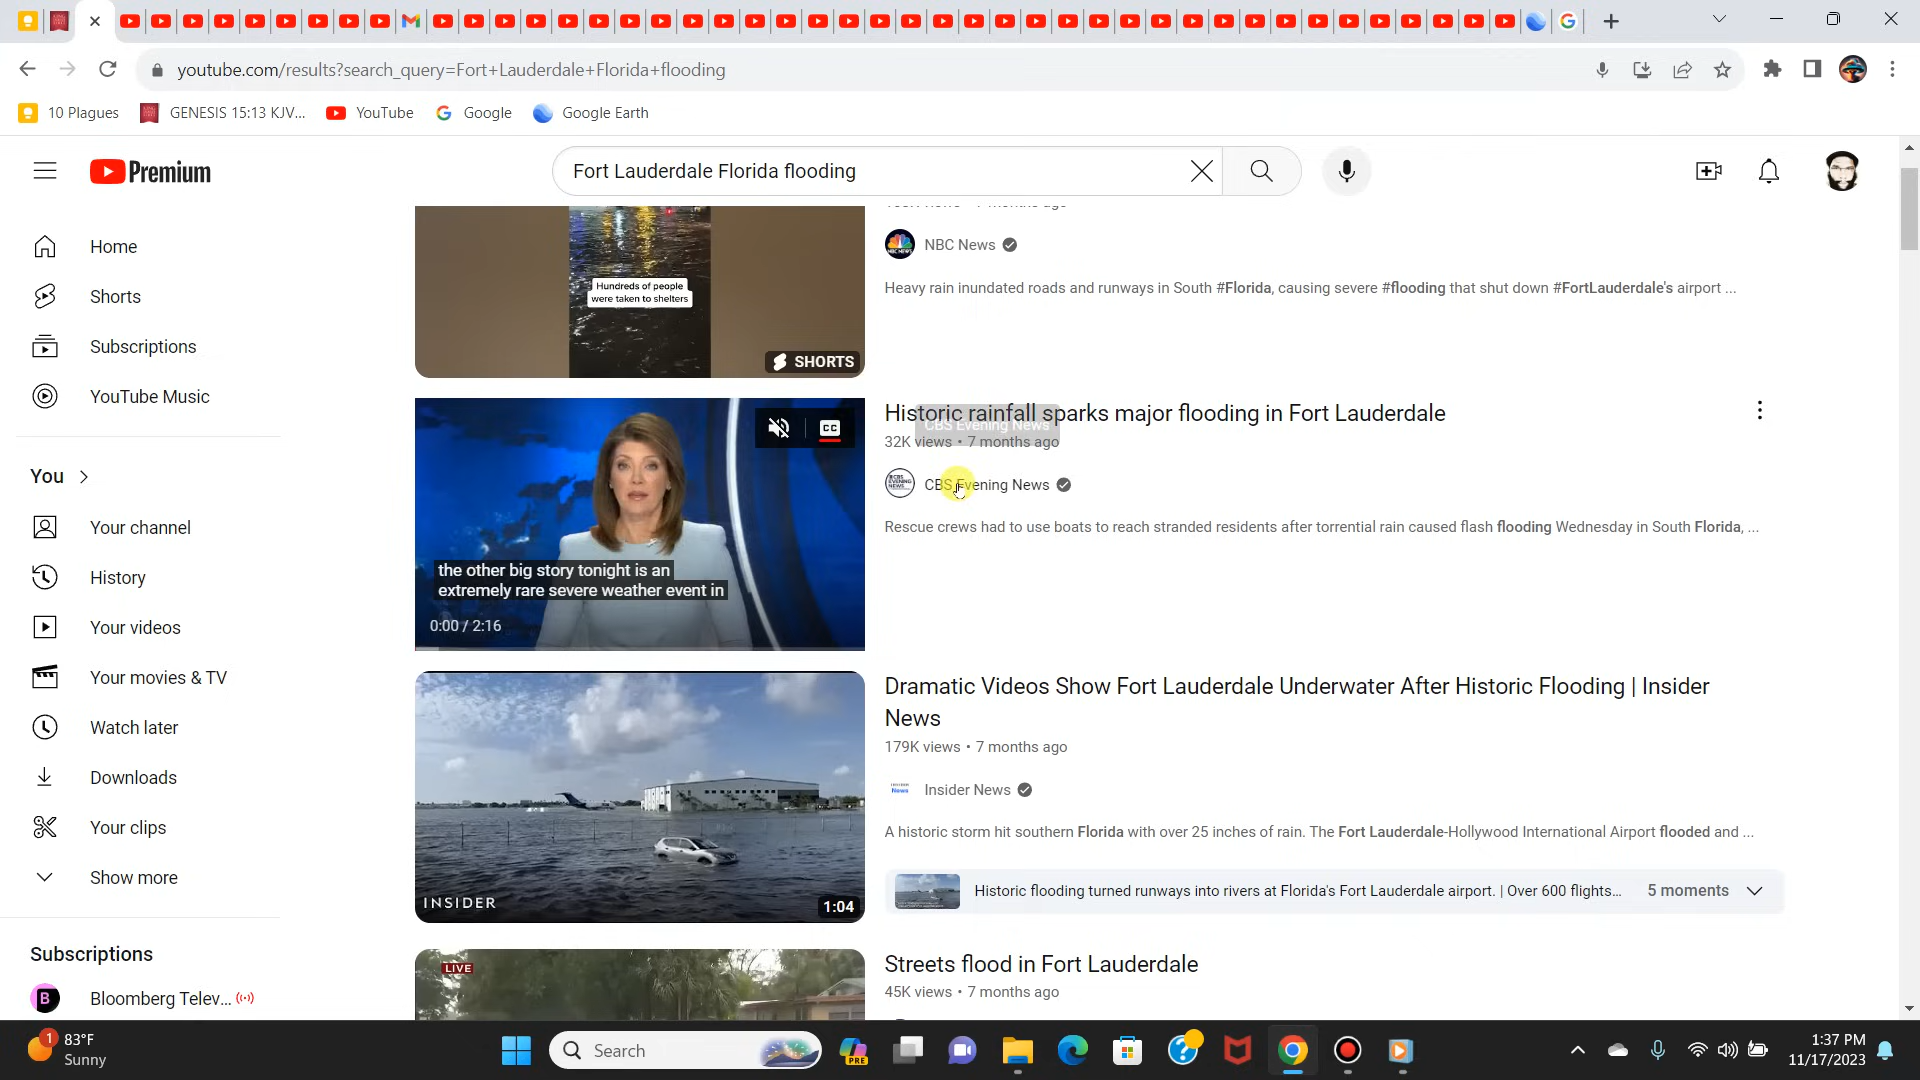 youtube.com/results?search_query=Fort+Lauderdale+Florida+flooding
10 Plagues
GENESIS 15:13 KJV...
YouTube
Google
Google Earth
Premium
Fort Lauderdale Florida flooding
Home
Shorts
Subscriptions
YouTube Music
You
Your channel
History
Your videos
Your movies & TV
Watch later
Downloads
Your clips
Show more
Subscriptions
B
Bloomberg Telev...
Hundreds of people
were taken to shelters
SHORTS
NBC News
Heavy rain inundated roads and runways in South #Florida, causing severe #flooding that shut down #FortLauderdale's airport ...
CC
the other big story tonight is an
extremely rare severe weather event in
0:00 / 2:16
Historic rainfall sparks major flooding in Fort Lauderdale
CBS Evening News
32K views • 7 months ago
CBS Evening News
Rescue crews had to use boats to reach stranded residents after torrential rain caused flash flooding Wednesday in South Florida, ...
INSIDER
1:04
Dramatic Videos Show Fort Lauderdale Underwater After Historic Flooding | Insider
News
179K views • 7 months ago
Insider News
A historic storm hit southern Florida with over 25 inches of rain. The Fort Lauderdale-Hollywood International Airport flooded and ...
Historic flooding turned runways into rivers at Florida's Fort Lauderdale airport. | Over 600 flights...
5 moments
LIVE
Streets flood in Fort Lauderdale
45K views • 7 months ago
1
83°F
Sunny
Search
PRE
1:37 PM
11/17/2023